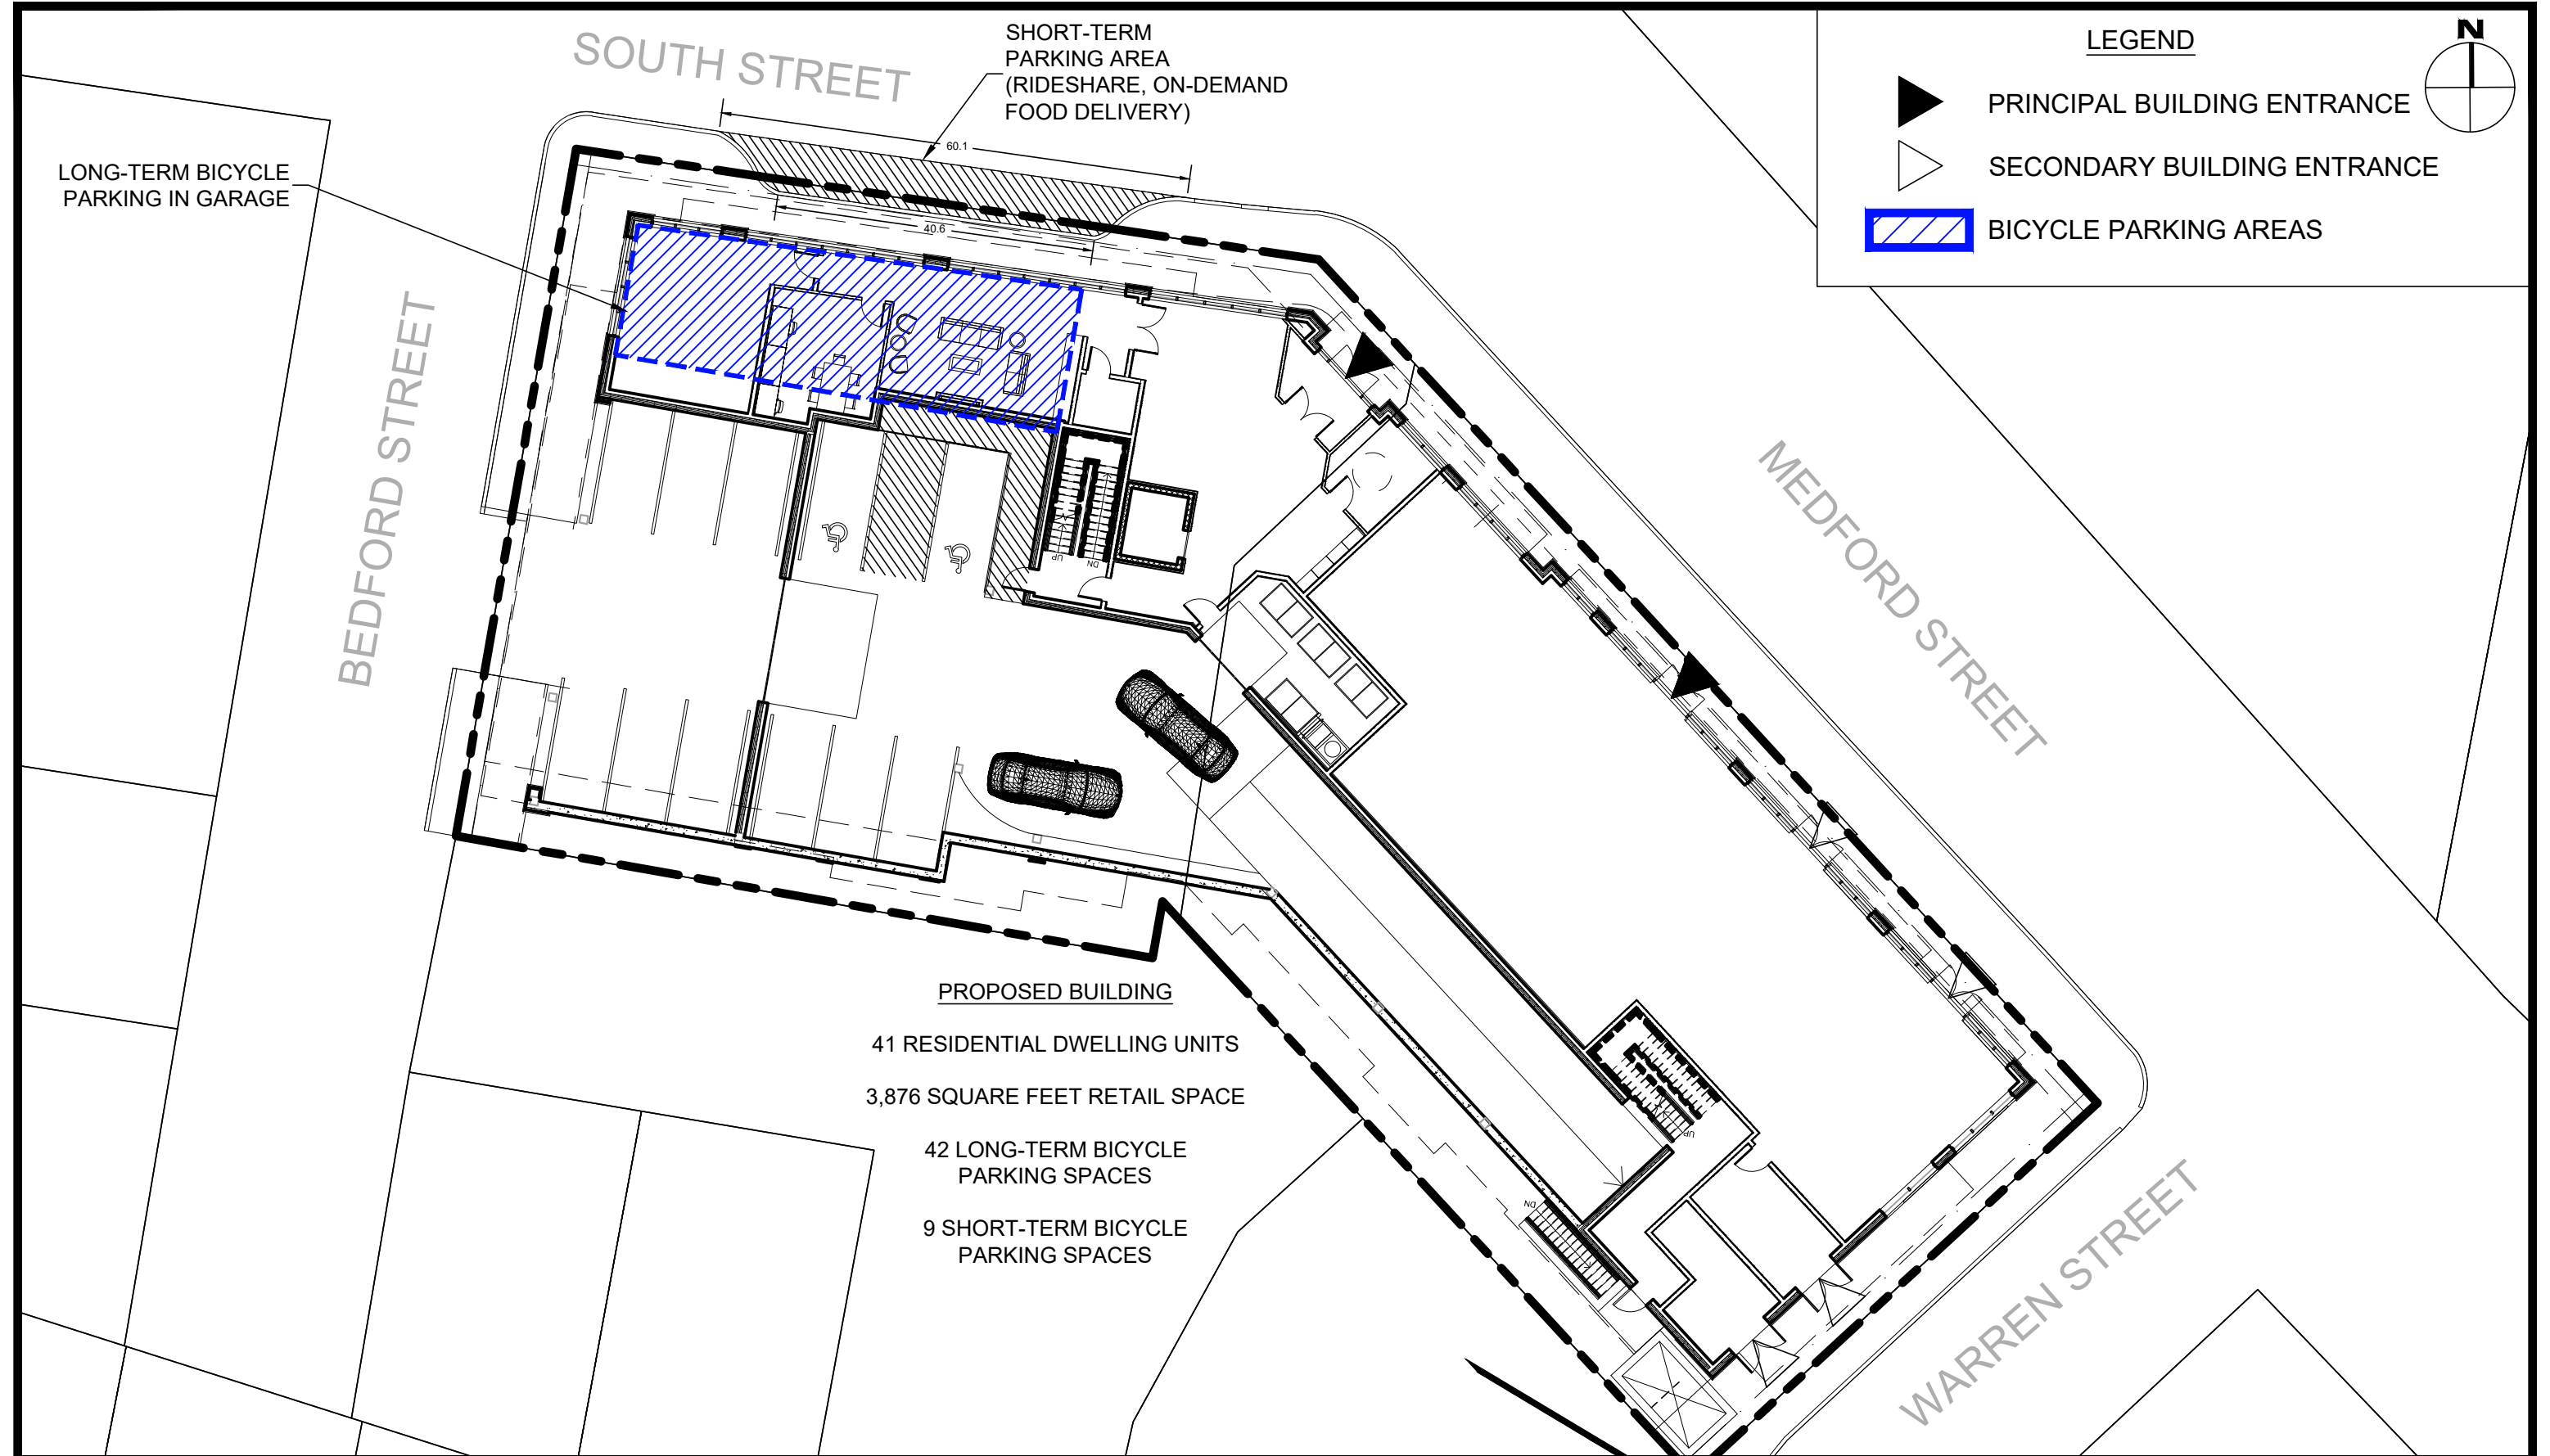 SOUTH STREET
SHORT-TERM
PARKING AREA
(RIDESHARE, ON-DEMAND
FOOD DELIVERY)
LEGEND
N
PRINCIPAL BUILDING ENTRANCE
SECONDARY BUILDING ENTRANCE
BICYCLE PARKING AREAS
LONG-TERM BICYCLE
PARKING IN GARAGE
60.1
40.6
BEDFORD STREET
MEDFORD STREET
UP
DN
PROPOSED BUILDING
41 RESIDENTIAL DWELLING UNITS
3,876 SQUARE FEET RETAIL SPACE
42 LONG-TERM BICYCLE
PARKING SPACES
9 SHORT-TERM BICYCLE
PARKING SPACES
UP
DN
WARREN STREET